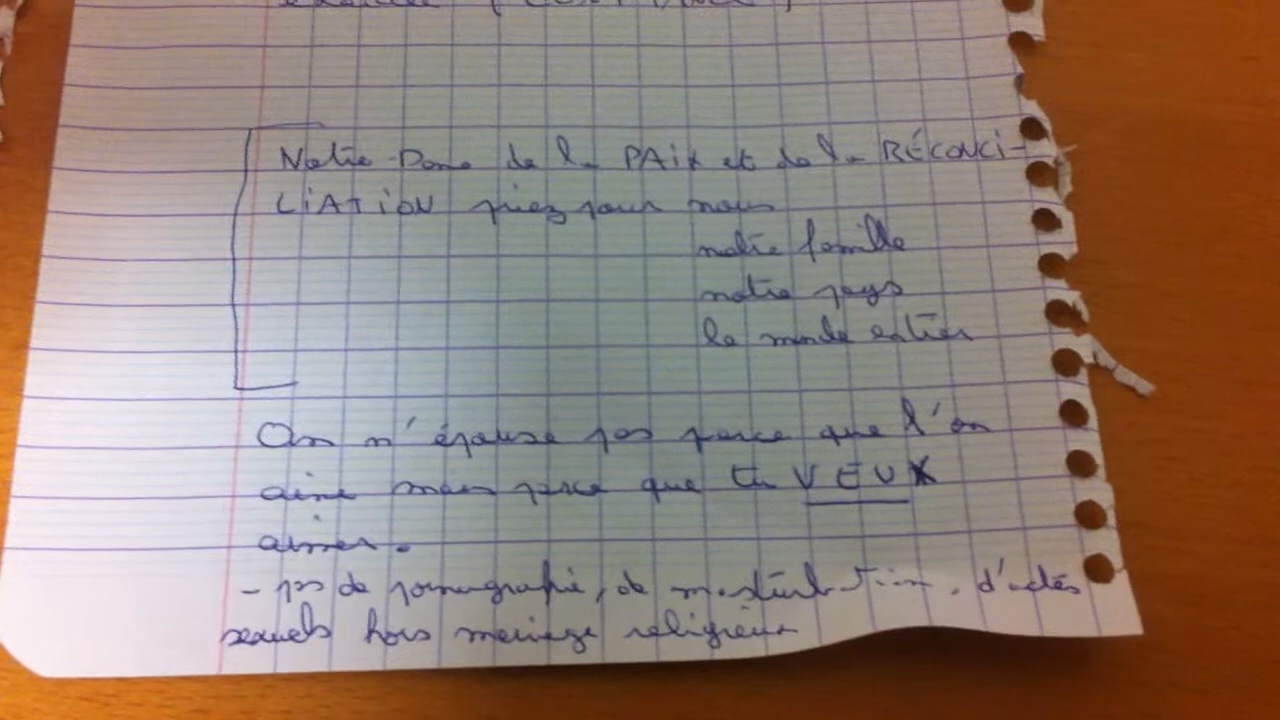 Notre-Dame de la PAiX et de la RÉCONCi-
LiATiON priez pour nous
notre famille
notre pays
le monde entier
On n'épouse pas parce que l'on
aime mais parce que tu VEUX
aimer.
- pas de pornografie, de masturbation, d'actes
sexuels hors mariage religieux